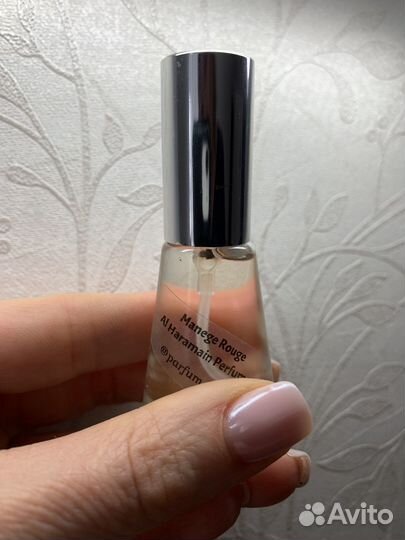 Manege Rouge
Al Haramain Perfum
@parfum
Avito